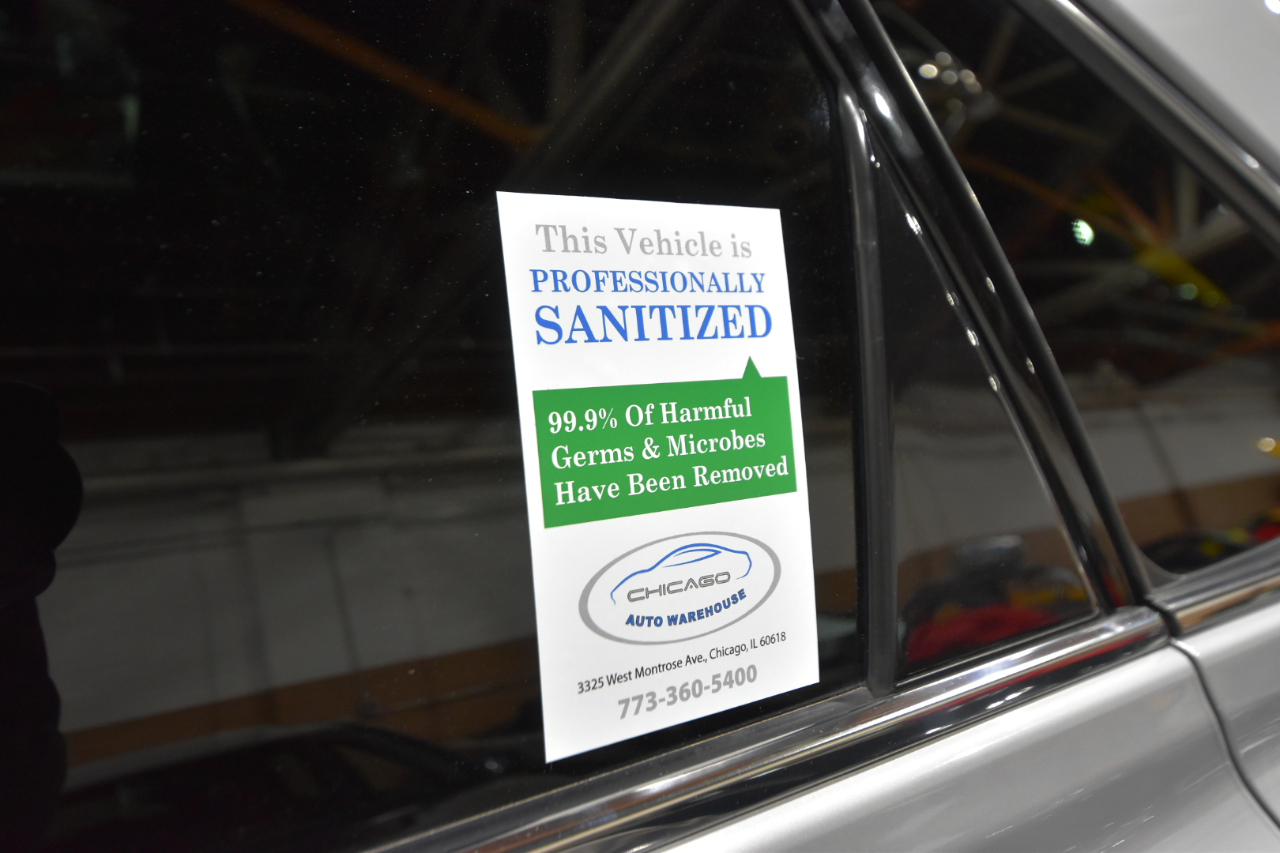 This Vehicle is
PROFESSIONALLY
SANITIZED
99.9% Of Harmful
Germs & Microbes
Have Been Removed
CHICAGO
AUTO WAREHOUSE
3325 West Montrose Ave., Chicago, IL 60618
773-360-5400